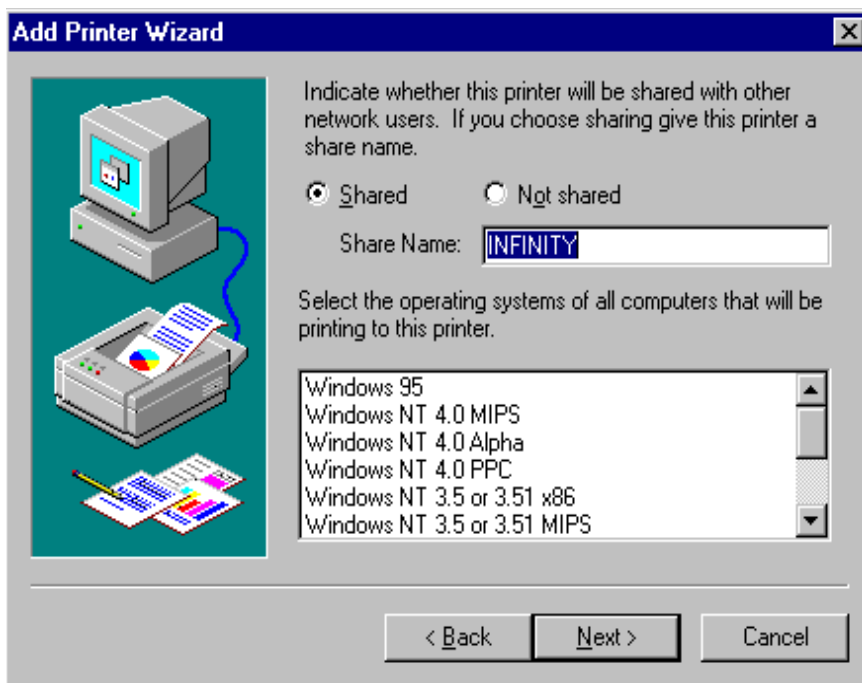 Add Printer Wizard
Indicate whether this printer will be shared with other
network users.  If you choose sharing give this printer a
share name.
Shared
Not shared
Share Name: INFINITY
Select the operating systems of all computers that will be
printing to this printer.
Windows 95
Windows NT 4.0 MIPS
Windows NT 4.0 Alpha
Windows NT 4.0 PPC
Windows NT 3.5 or 3.51 x86
Windows NT 3.5 or 3.51 MIPS
< Back
Next >
Cancel